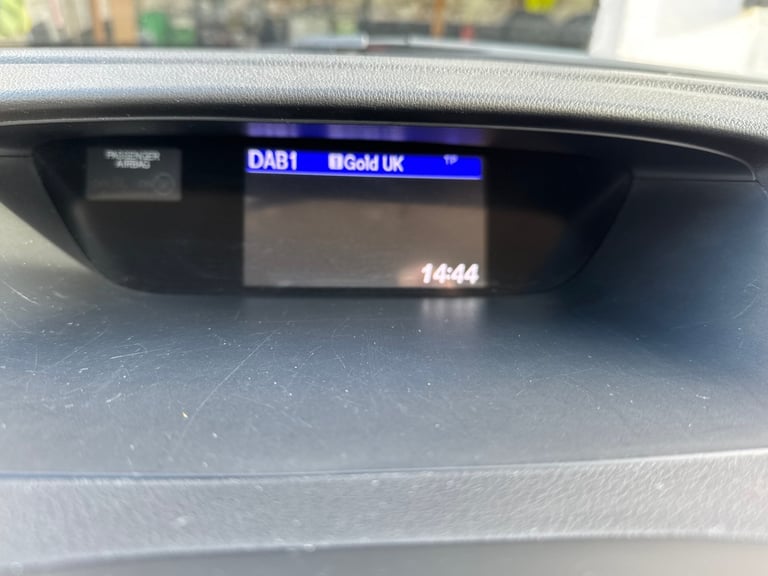 PASSENGER
AIRBAG
DAB1 Gold UK TP
14:44